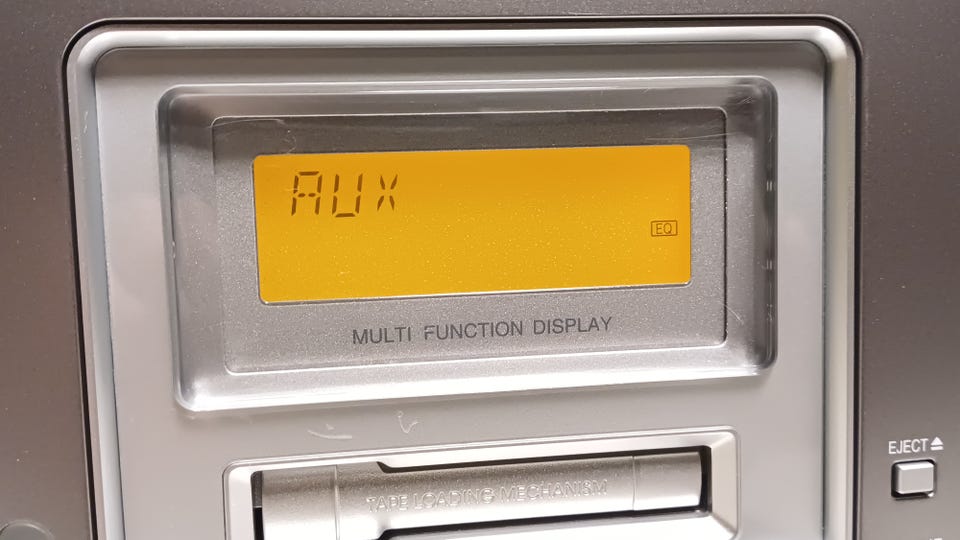 AUX
EQ
MULTI FUNCTION DISPLAY
EJECT⏏
TAPE LOADING MECHANISM